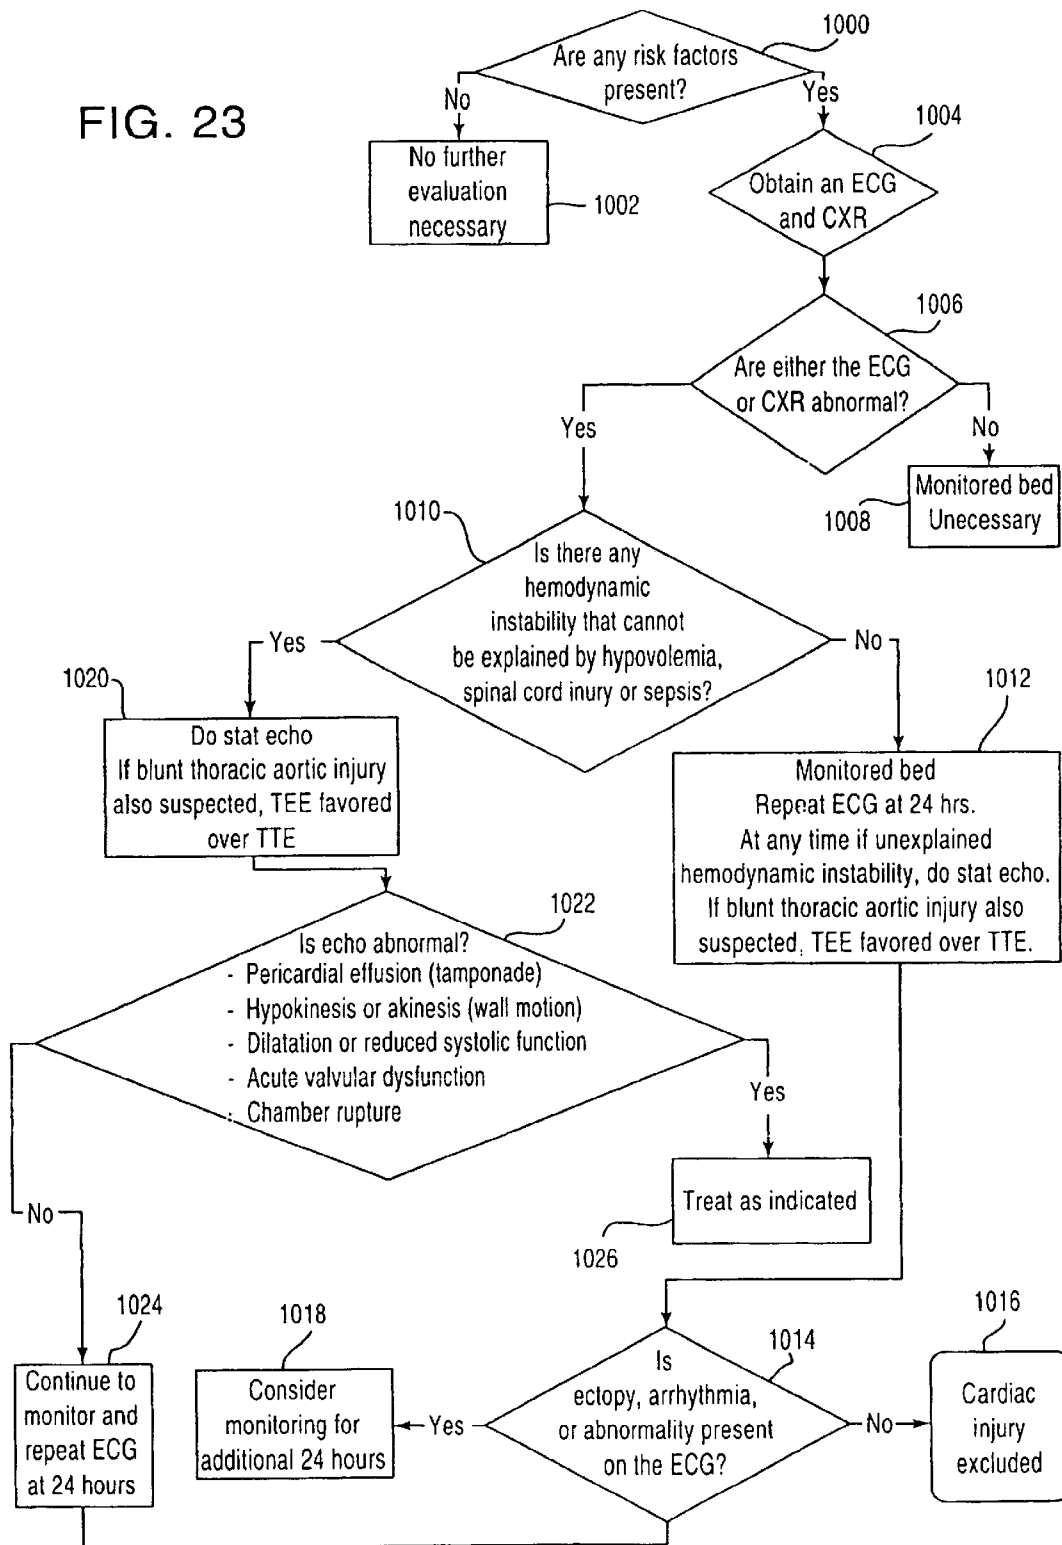 FIG. 23
1000
Are any risk factors
present?
No
Yes
1004
No further
evaluation
necessary
1002
Obtain an ECG
and CXR
1006
Are either the ECG
or CXR abnormal?
Yes
No
Monitored bed
Unecessary
1008
1010
Is there any
hemodynamic
instability that cannot
be explained by hypovolemia,
spinal cord inury or sepsis?
Yes
No
1020
Do stat echo
If blunt thoracic aortic injury
also suspected, TEE favored
over TTE
1012
Monitored bed
Repeat ECG at 24 hrs.
At any time if unexplained
hemodynamic instability, do stat echo.
If blunt thoracic aortic injury also
suspected, TEE favored over TTE.
1022
Is echo abnormal?
- Pericardial effusion (tamponade)
- Hypokinesis or akinesis (wall motion)
- Dilatation or reduced systolic function
- Acute valvular dysfunction
- Chamber rupture
Yes
No
Treat as indicated
1026
1024
Continue to
monitor and
repeat ECG
at 24 hours
1018
Consider
monitoring for
additional 24 hours
Yes
1014
Is
ectopy, arrhythmia,
or abnormality present
on the ECG?
No
1016
Cardiac
injury
excluded